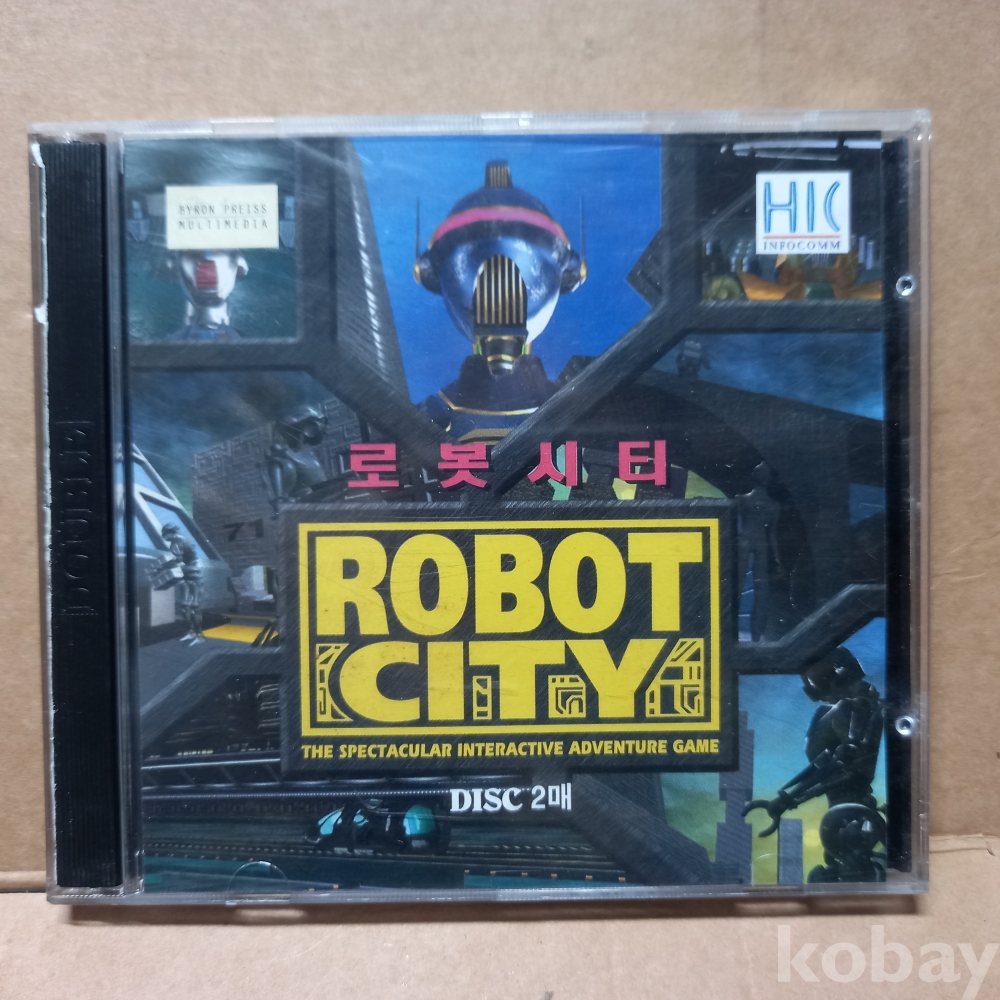 BYRON PREISS
MULTIMEDIA
HIC
INFOCOMM
로봇시티
71
ROBOT
CITY
THE SPECTACULAR INTERACTIVE ADVENTURE GAME
DISC 2매
kobay